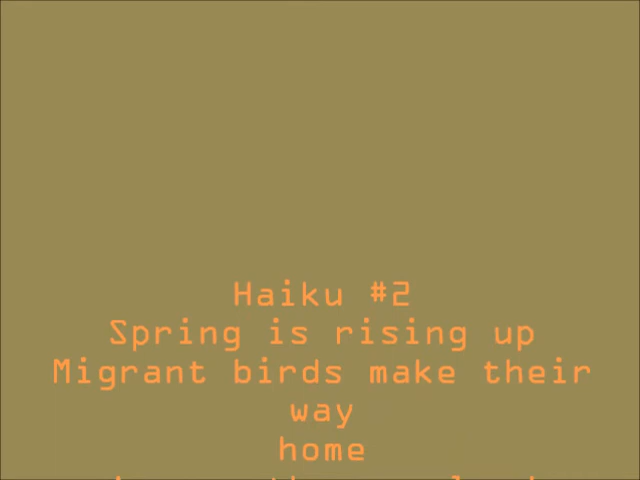 Haiku #2
Spring is rising up
Migrant birds make their
way
home